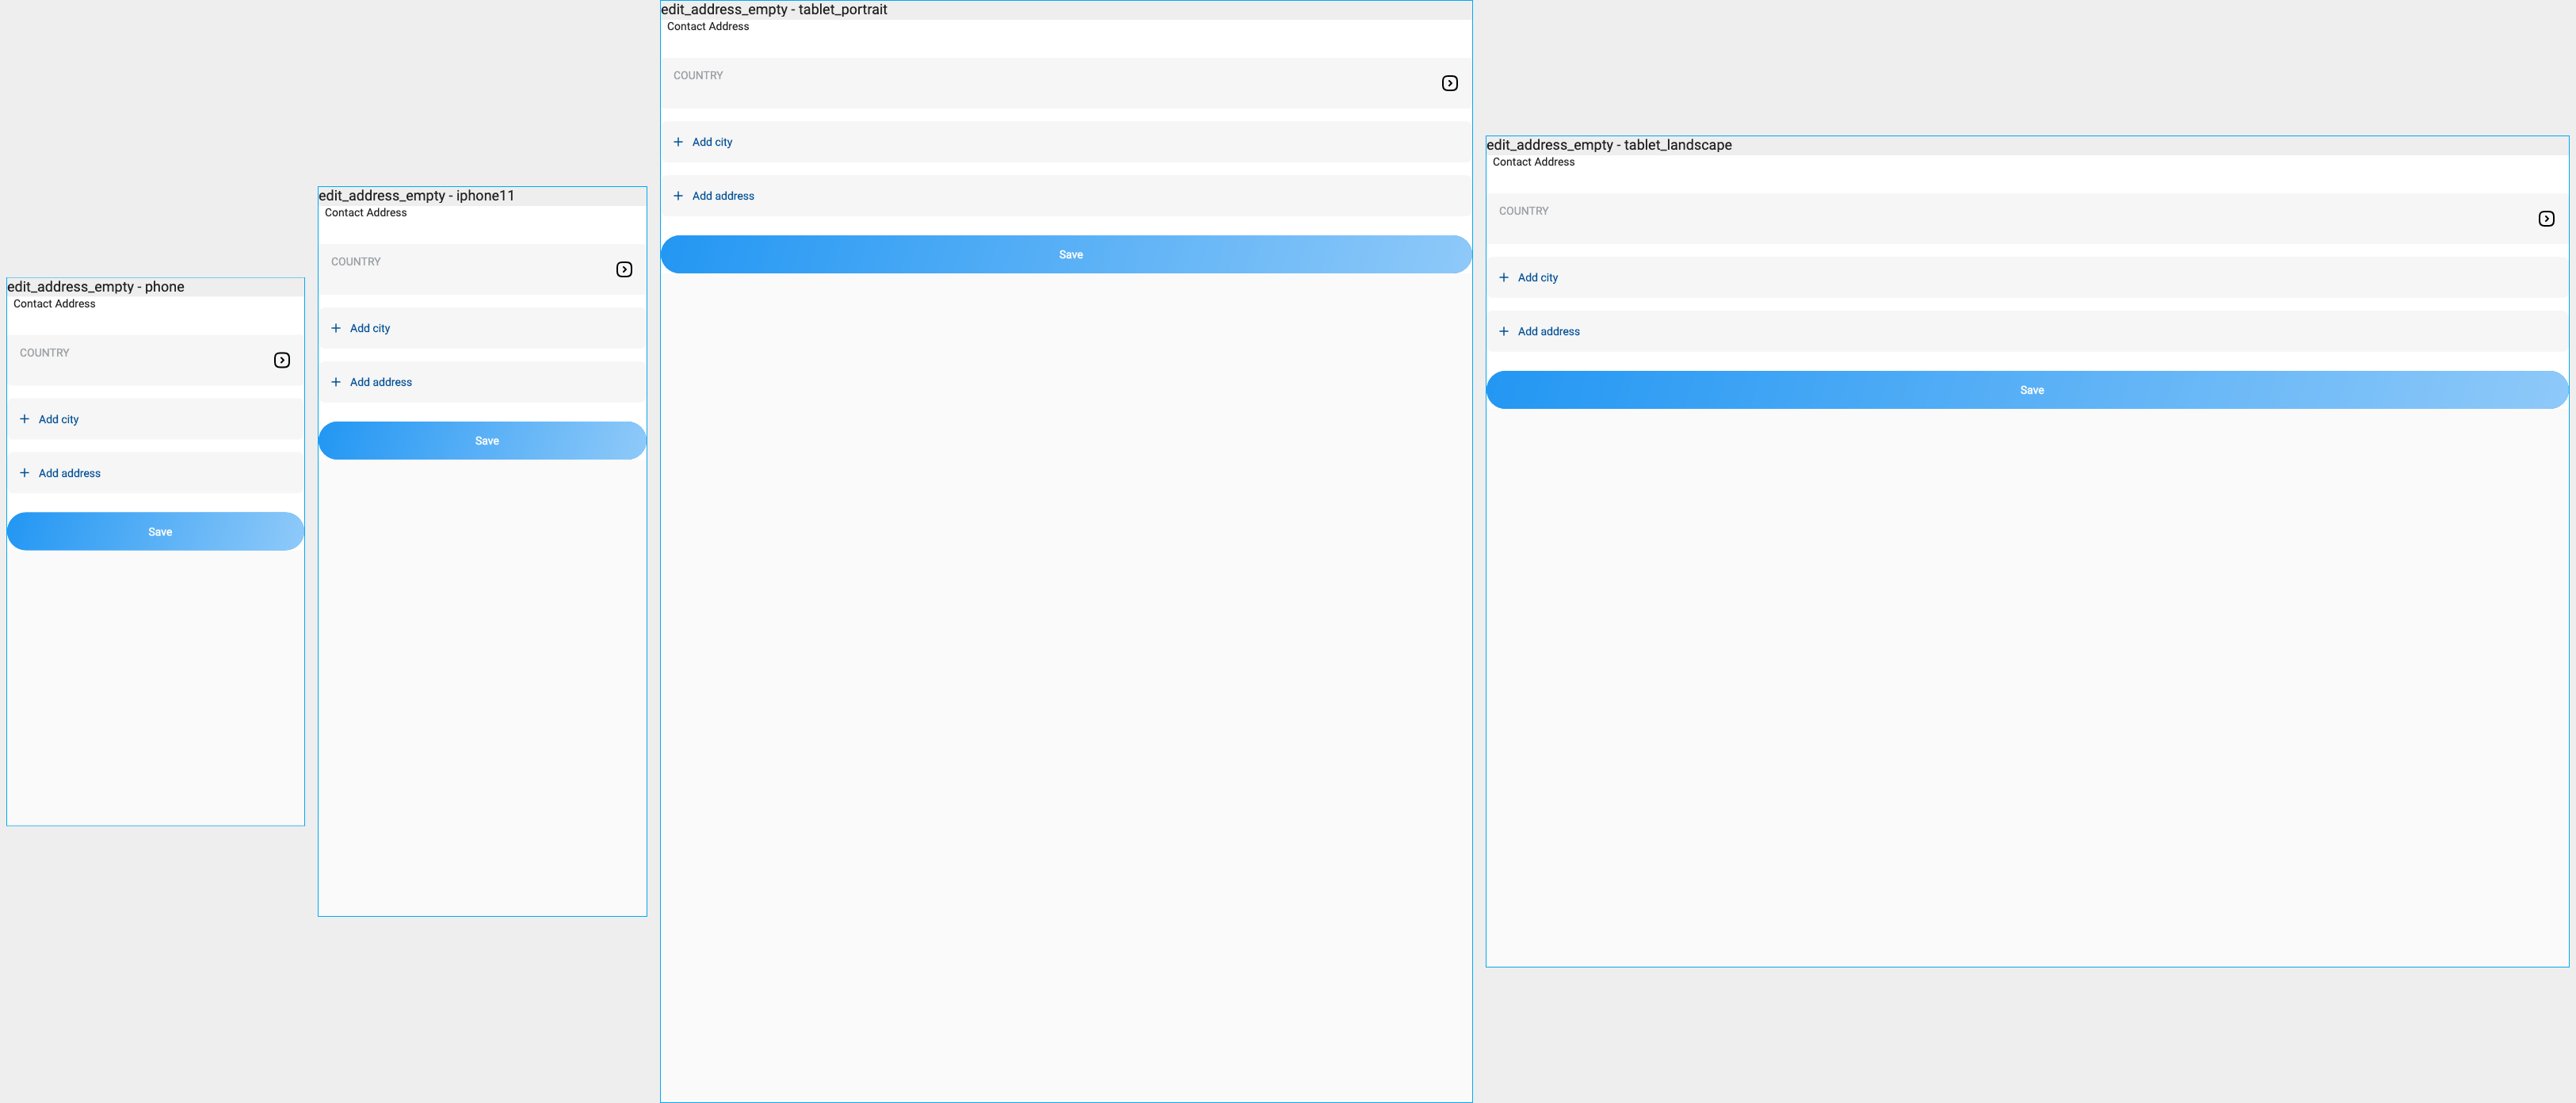 edit_address_empty - phone
Contact Address
COUNTRY
Add city
Add address
Save
edit_address_empty - iphone11
Contact Address
COUNTRY
Add city
Add address
Save
edit_address_empty - tablet_portrait
Contact Address
COUNTRY
Add city
Add address
Save
edit_address_empty - tablet_landscape
Contact Address
COUNTRY
Add city
Add address
Save